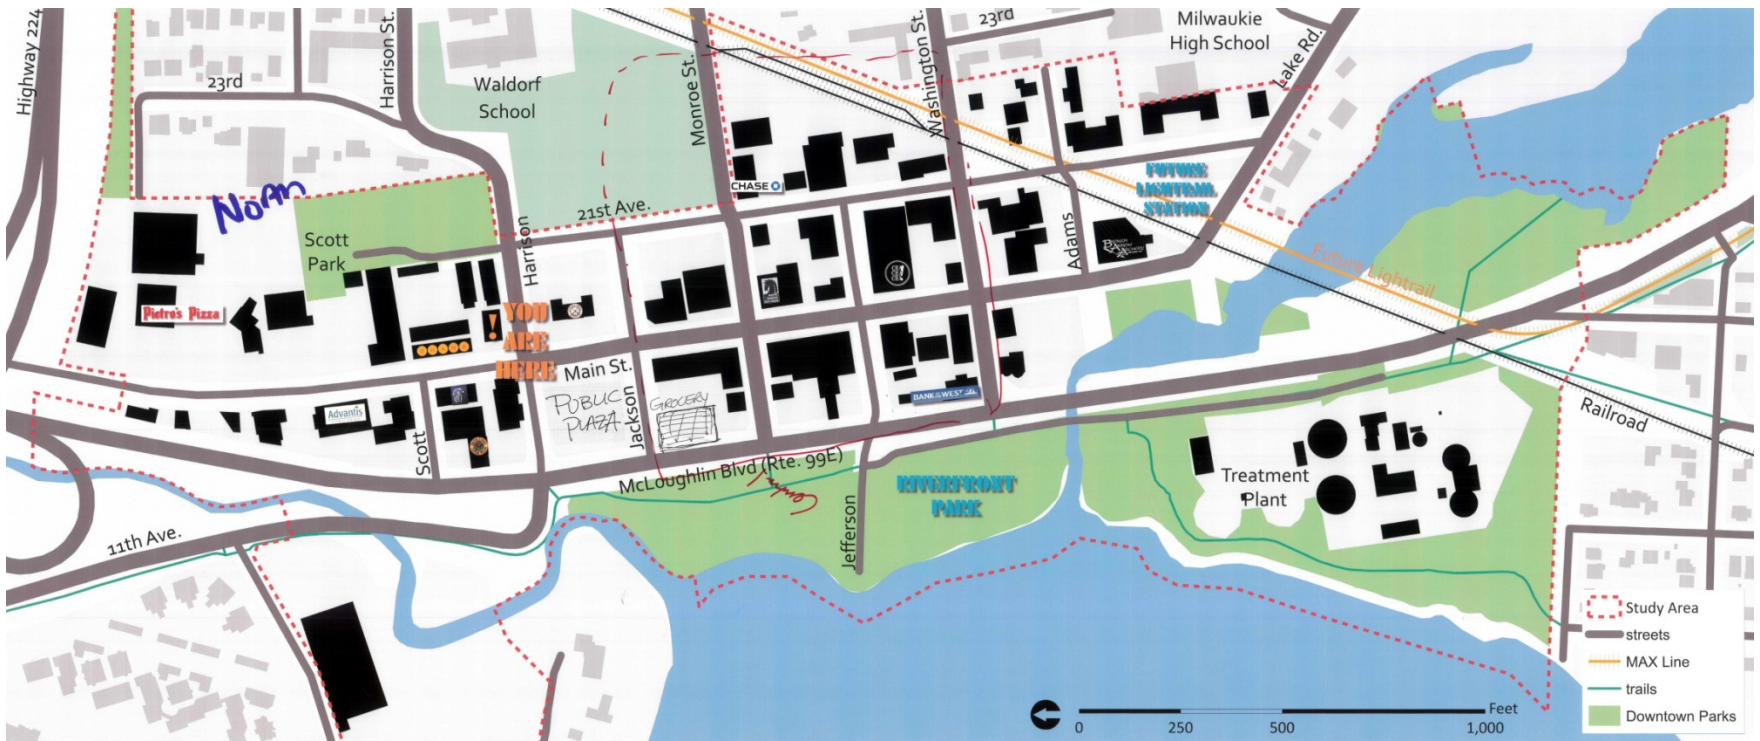 Highway 224
23rd
Harrison St.
Waldorf
School
Monroe St.
Washington St.
23rd
Milwaukie
High School
Lake Rd.
North
Scott
Park
Harrison
21st Ave.
CHASE
Adams
FUTURE
LIGHTRAIL
STATION
Future Lightrail
Pietro's Pizza
!
YOU
ARE
HERE
Main St.
PUBLIC
PLAZA
Jackson
GROCERY
BANK OF THE WEST
Advantis
Scott
McLoughlin Blvd (Rte. 99E)
Jefferson
RIVERFRONT
PARK
Treatment
Plant
Railroad
11th Ave.
Study Area
streets
MAX Line
trails
Downtown Parks
Feet
0
250
500
1,000